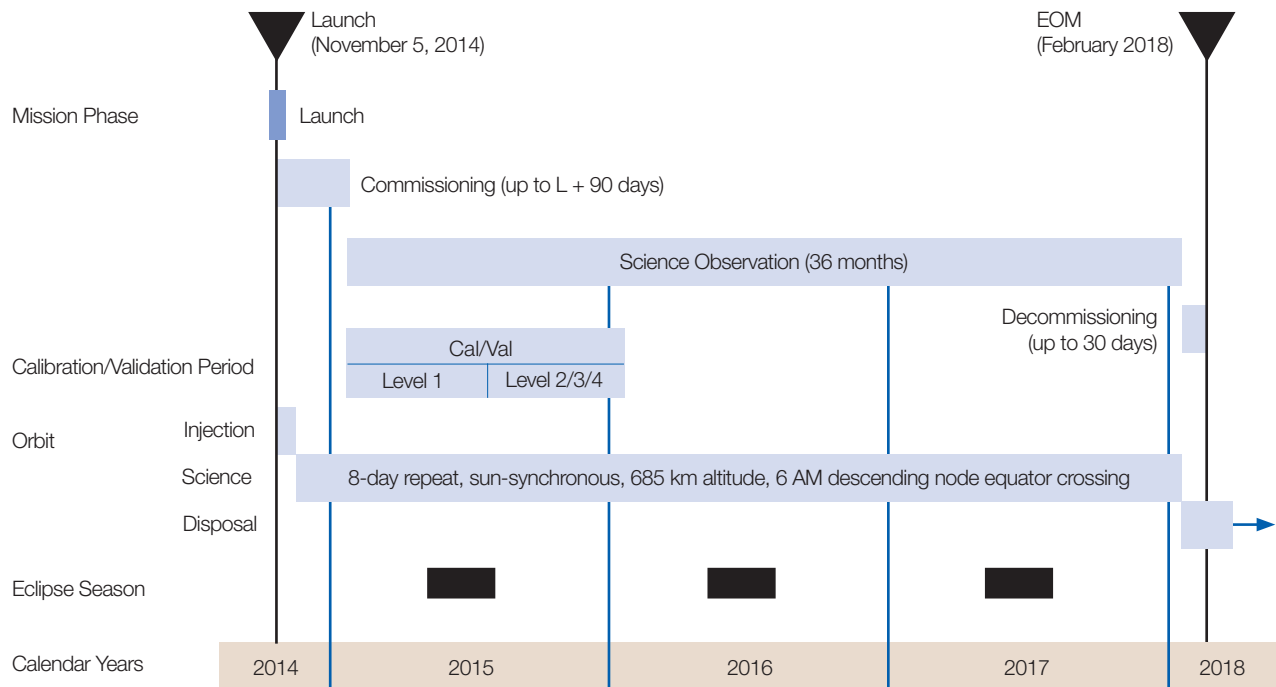 Launch
(November 5, 2014)
EOM
(February 2018)
Mission Phase
Launch
Commissioning (up to L + 90 days)
Science Observation (36 months)
Decommissioning
(up to 30 days)
Calibration/Validation Period
Cal/Val
Level 1
Level 2/3/4
Orbit
Injection
Science
8-day repeat, sun-synchronous, 685 km altitude, 6 AM descending node equator crossing
Disposal
Eclipse Season
Calendar Years
2014
2015
2016
2017
2018